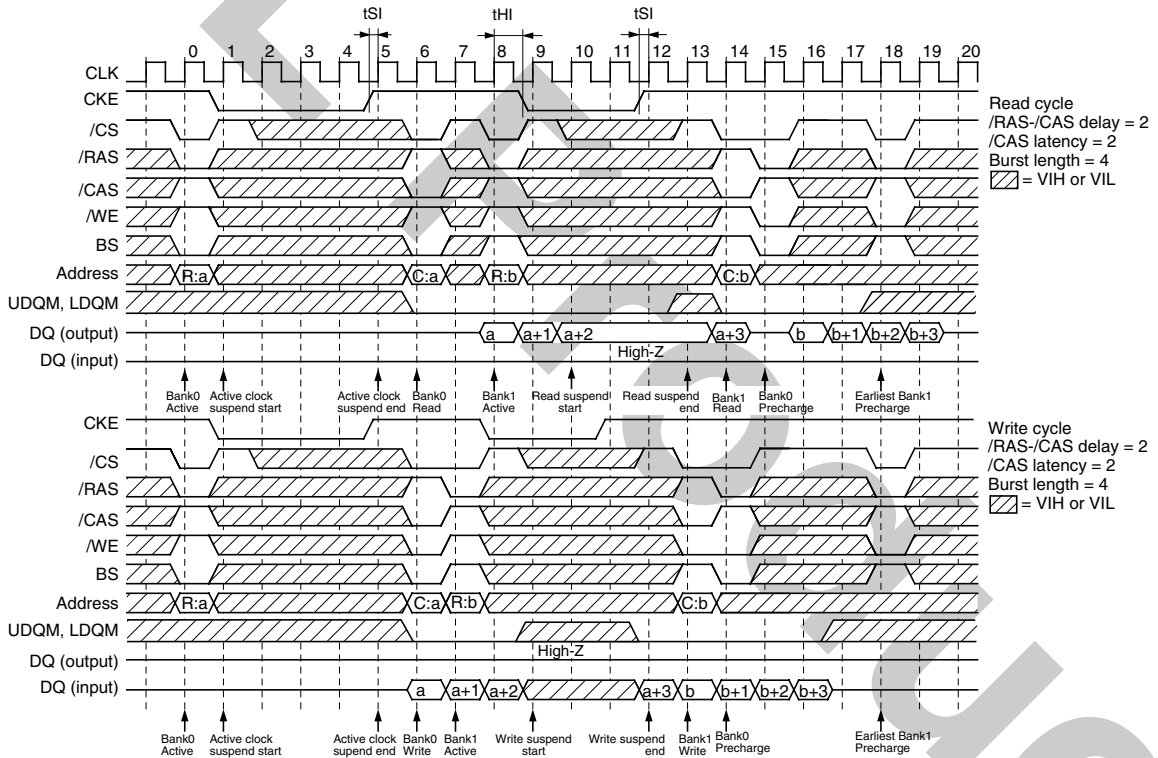 tSI tHI tSI
0 1 2 3 4 5 6 7 8 9 10 11 12 13 14 15 16 17 18 19 20
CLK
CKE
/CS
/RAS
/CAS
/WE
BS
Address R:a C:a R:b C:b
UDQM, LDQM
DQ (output) a a+1 a+2 a+3 b b+1 b+2 b+3
High-Z
DQ (input)
Bank0 Active
Active clock suspend start
Active clock suspend end
Bank0 Read
Bank1 Active
Read suspend start
Read suspend end
Bank1 Read
Bank0 Precharge
Earliest Bank1 Precharge
Read cycle
/RAS-/CAS delay = 2
/CAS latency = 2
Burst length = 4
= VIH or VIL
CKE
/CS
/RAS
/CAS
/WE
BS
Address R:a C:a R:b C:b
UDQM, LDQM
High-Z
DQ (output)
DQ (input) a a+1 a+2 a+3 b b+1 b+2 b+3
Bank0 Active
Active clock suspend start
Active clock supend end
Bank0 Write
Bank1 Active
Write suspend start
Write suspend end
Bank1 Write
Bank0 Precharge
Earliest Bank1 Precharge
Write cycle
/RAS-/CAS delay = 2
/CAS latency = 2
Burst length = 4
= VIH or VIL